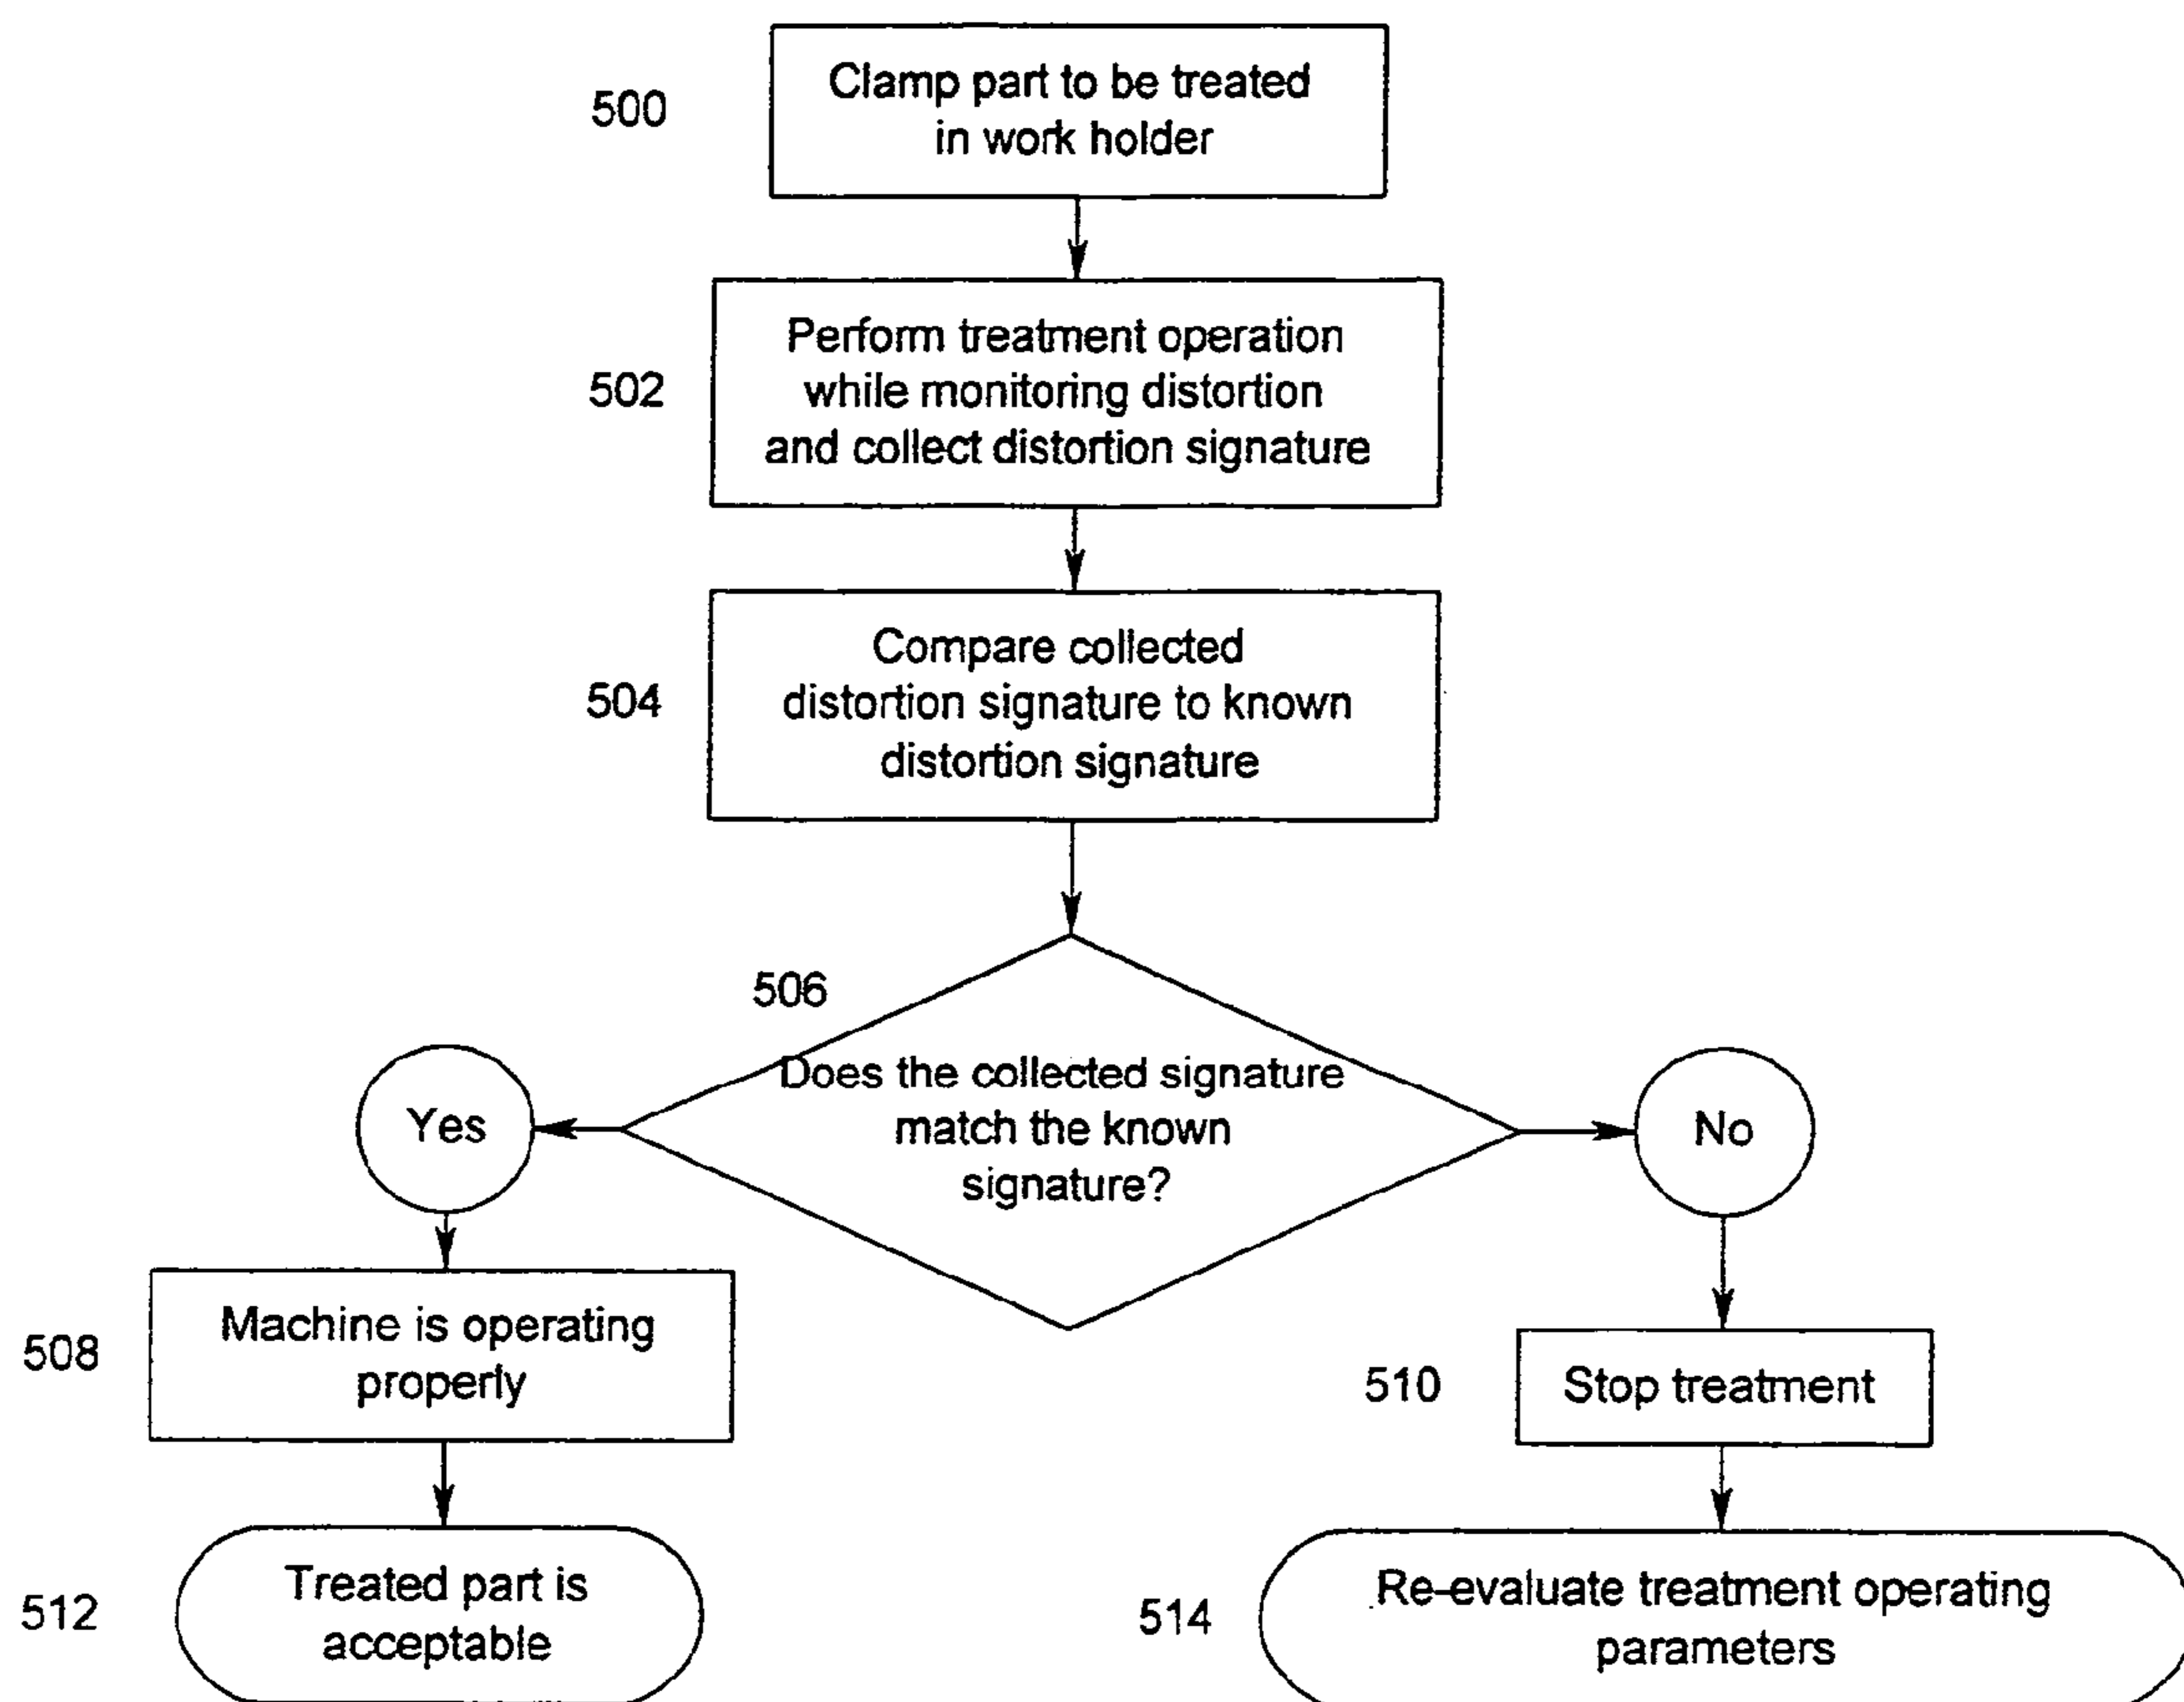 500
Clamp part to be treated
in work holder
502
Perform treatment operation
while monitoring distortion
and collect distortion signature
504
Compare collected
distortion signature to known
distortion signature
506
Does the collected signature
match the known
signature?
Yes
No
508
Machine is operating
properly
510
Stop treatment
512
Treated part is
acceptable
514
Re-evaluate treatment operating
parameters